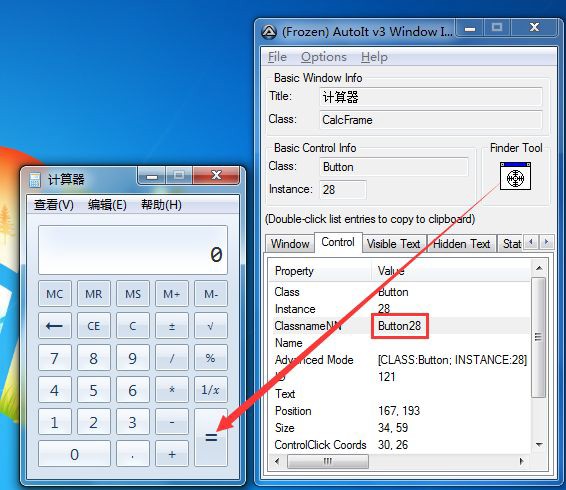 (Frozen) AutoIt v3 Window I...
File Options Help
Basic Window Info
Title: 计算器
Class: CalcFrame
Basic Control Info
Class: Button
Instance: 28
Finder Tool
(Double-click list entries to copy to clipboard)
Window Control Visible Text Hidden Text Stat
Property Value
Class Button
Instance 28
ClassnameNN Button28
Name
Advanced Mode [CLASS:Button; INSTANCE:28]
ID 121
Text
Position 167, 193
Size 34, 59
ControlClick Coords 30, 26
计算器
查看(V) 编辑(E) 帮助(H)
0
MC MR MS M+ M-
← CE C ± √
7 8 9 / %
4 5 6 * 1/x
1 2 3 - =
0 . +